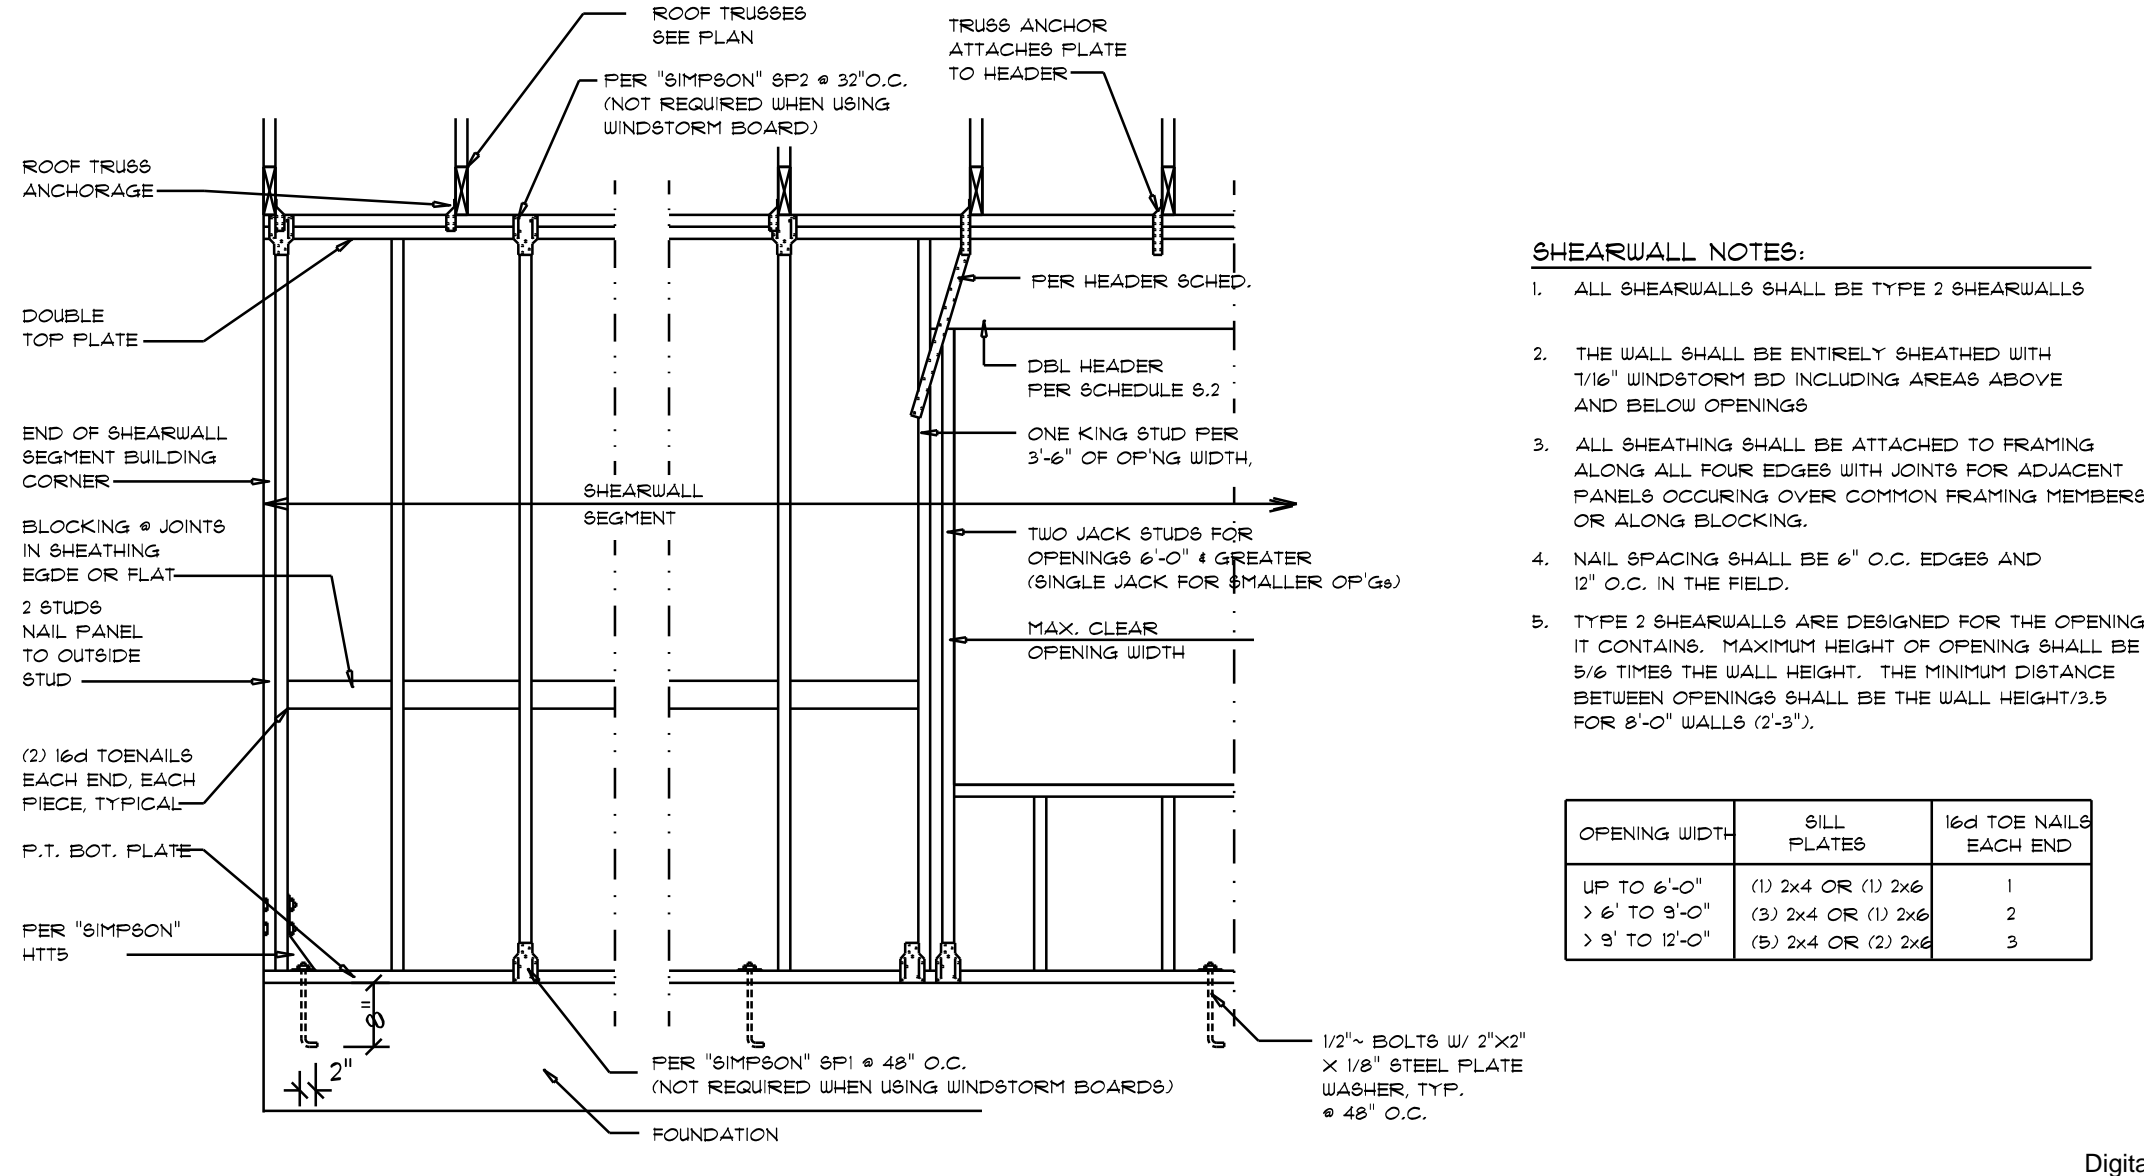 ROOF TRUSSES
SEE PLAN
TRUSS ANCHOR
ATTACHES PLATE
TO HEADER
PER "SIMPSON" SP2 @ 32"O.C.
(NOT REQUIRED WHEN USING
WINDSTORM BOARD)
ROOF TRUSS
ANCHORAGE
DOUBLE
TOP PLATE
END OF SHEARWALL
SEGMENT BUILDING
CORNER
BLOCKING @ JOINTS
IN SHEATHING
EGDE OR FLAT
2 STUDS
NAIL PANEL
TO OUTSIDE
STUD
(2) 16d TOENAILS
EACH END, EACH
PIECE, TYPICAL
P.T. BOT. PLATE
PER "SIMPSON"
HTT5
SHEARWALL
SEGMENT
PER HEADER SCHED.
DBL HEADER
PER SCHEDULE S.2
ONE KING STUD PER
3'-6" OF OP'NG WIDTH,
TWO JACK STUDS FOR
OPENINGS 6'-0" & GREATER
(SINGLE JACK FOR SMALLER OP'Gs)
MAX. CLEAR
OPENING WIDTH
8"
2"
PER "SIMPSON" SP1 @ 48" O.C.
(NOT REQUIRED WHEN USING WINDSTORM BOARDS)
FOUNDATION
1/2"~ BOLTS W/ 2"X2"
X 1/8" STEEL PLATE
WASHER, TYP.
@ 48" O.C.
SHEARWALL NOTES:
1. ALL SHEARWALLS SHALL BE TYPE 2 SHEARWALLS
2. THE WALL SHALL BE ENTIRELY SHEATHED WITH
7/16" WINDSTORM BD INCLUDING AREAS ABOVE
AND BELOW OPENINGS
3. ALL SHEATHING SHALL BE ATTACHED TO FRAMING
ALONG ALL FOUR EDGES WITH JOINTS FOR ADJACENT
PANELS OCCURING OVER COMMON FRAMING MEMBERS
OR ALONG BLOCKING.
4. NAIL SPACING SHALL BE 6" O.C. EDGES AND
12" O.C. IN THE FIELD.
5. TYPE 2 SHEARWALLS ARE DESIGNED FOR THE OPENING
IT CONTAINS. MAXIMUM HEIGHT OF OPENING SHALL BE
5/6 TIMES THE WALL HEIGHT. THE MINIMUM DISTANCE
BETWEEN OPENINGS SHALL BE THE WALL HEIGHT/3.5
FOR 8'-0" WALLS (2'-3").
OPENING WIDTH SILL PLATES 16d TOE NAILS EACH END
UP TO 6'-0" (1) 2x4 OR (1) 2x6 1
> 6' TO 9'-0" (3) 2x4 OR (1) 2x6 2
> 9' TO 12'-0" (5) 2x4 OR (2) 2x6 3
Digita